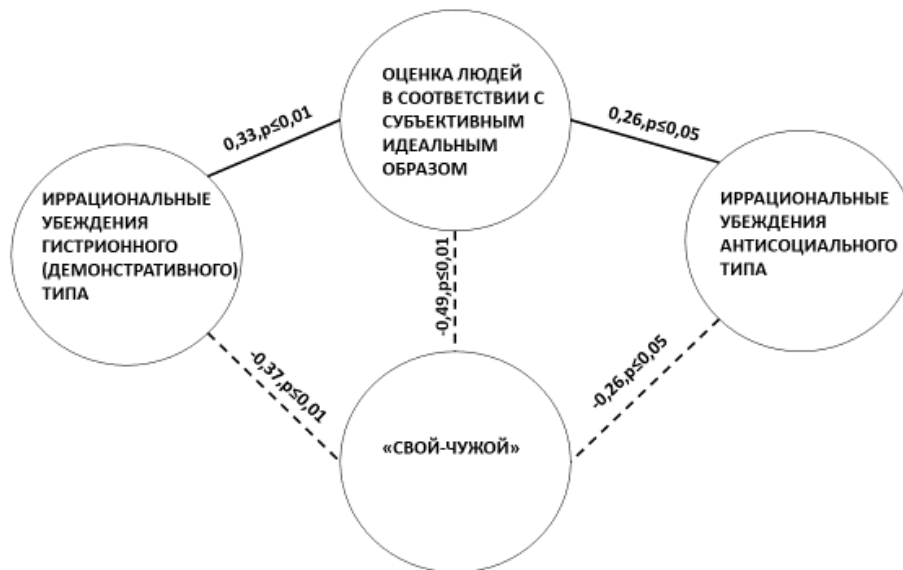 ОЦЕНКА ЛЮДЕЙ
В СООТВЕТСТВИИ С
СУБЪЕКТИВНЫМ
ИДЕАЛЬНЫМ
ОБРАЗОМ
0,33,p≤0,01
0,26,p≤0,05
ИРРАЦИОНАЛЬНЫЕ
УБЕЖДЕНИЯ
ГИСТРИОННОГО
(ДЕМОНСТРАТИВНОГО)
ТИПА
ИРРАЦИОНАЛЬНЫЕ
УБЕЖДЕНИЯ
АНТИСОЦИАЛЬНОГО
ТИПА
-0,49,p≤0,01
-0,37,p≤0,01
-0,26,p≤0,05
«СВОЙ-ЧУЖОЙ»